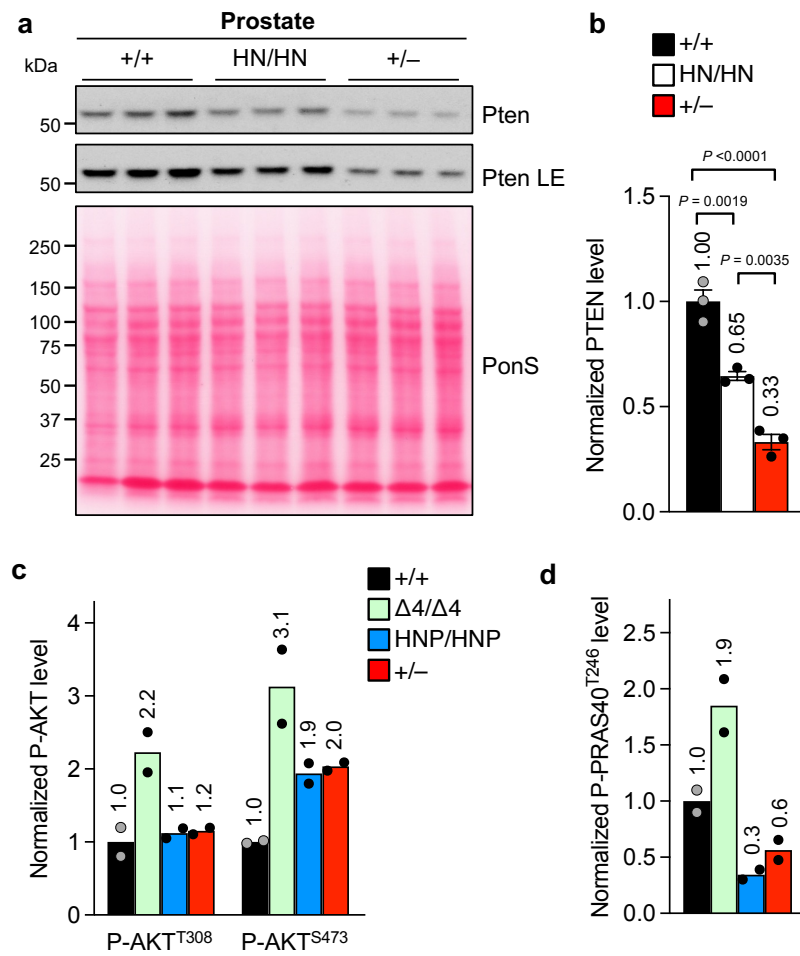 a
Prostate
kDa
+/+
HN/HN
+/–
50
Pten
50
Pten LE
250
150
100
75
50
37
25
PonS
b
+/+
HN/HN
+/–
P <0.0001
P = 0.0019
P = 0.0035
Normalized PTEN level
1.5
1.0
0.5
0.0
1.00
0.65
0.33
c
+/+
Δ4/Δ4
HNP/HNP
+/–
Normalized P-AKT level
4
3
2
1
0
1.0
2.2
1.1
1.2
1.0
3.1
1.9
2.0
P-AKTT308
P-AKTS473
d
Normalized P-PRAS40T246 level
2.5
2.0
1.5
1.0
0.5
0.0
1.0
1.9
0.3
0.6